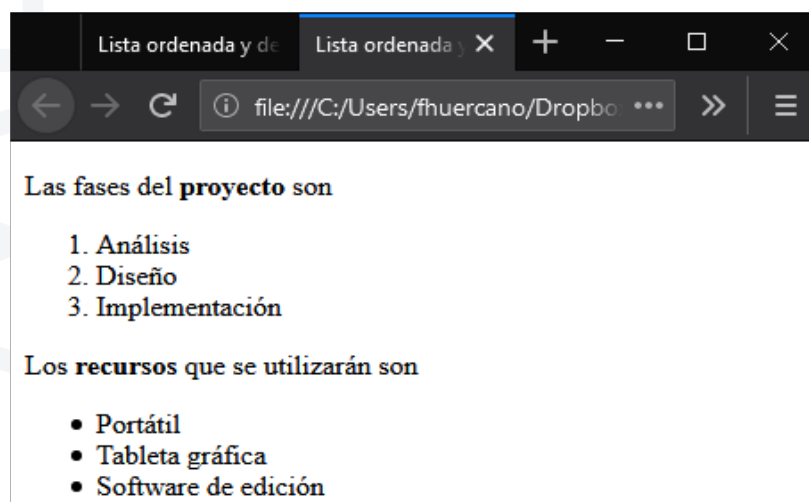 Lista ordenada y de
Lista ordenada y
file:///C:/Users/fhuercano/Dropbo
Las fases del proyecto son
1. Análisis
2. Diseño
3. Implementación
Los recursos que se utilizarán son
• Portátil
• Tableta gráfica
• Software de edición